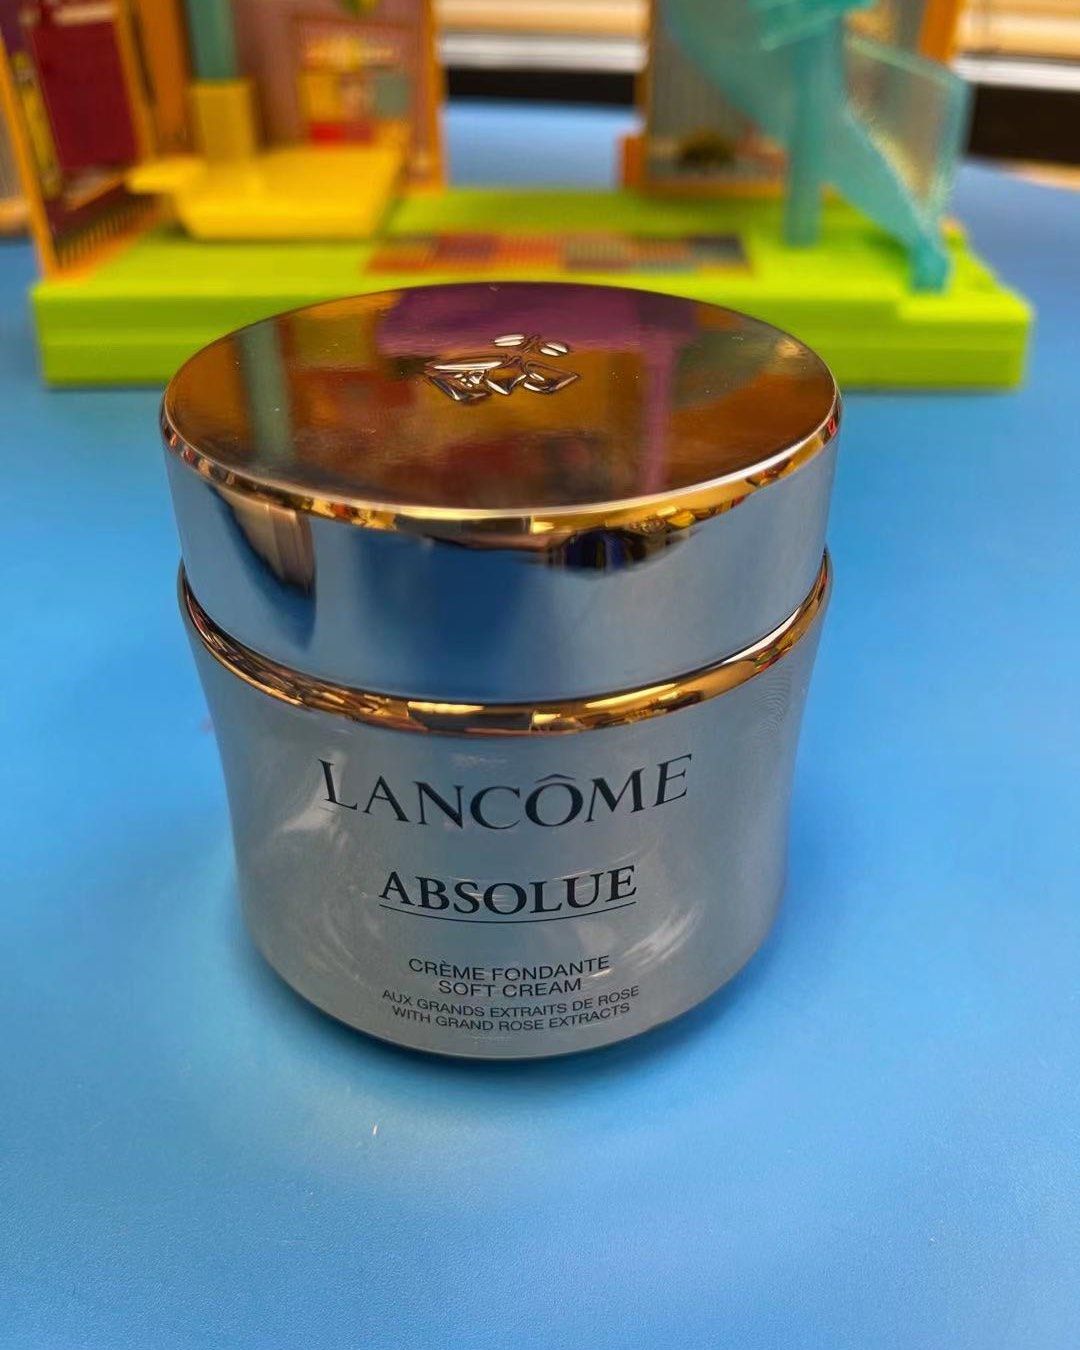 LANCÔME
ABSOLUE
CRÈME FONDANTE
SOFT CREAM
AUX GRANDS EXTRAITS DE ROSE
WITH GRAND ROSE EXTRACTS